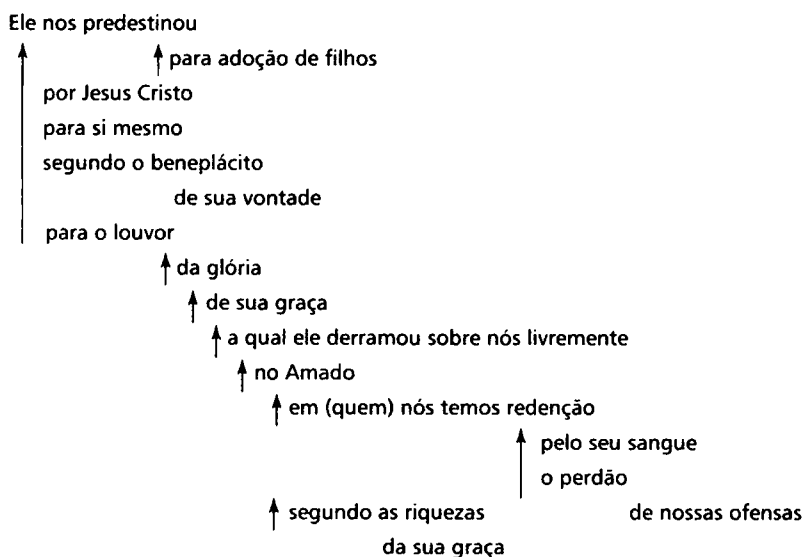 Ele nos predestinou
para adoção de filhos
por Jesus Cristo
para si mesmo
segundo o beneplácito
de sua vontade
para o louvor
da glória
de sua graça
a qual ele derramou sobre nós livremente
no Amado
em (quem) nós temos redenção
pelo seu sangue
o perdão
segundo as riquezas de nossas ofensas
da sua graça